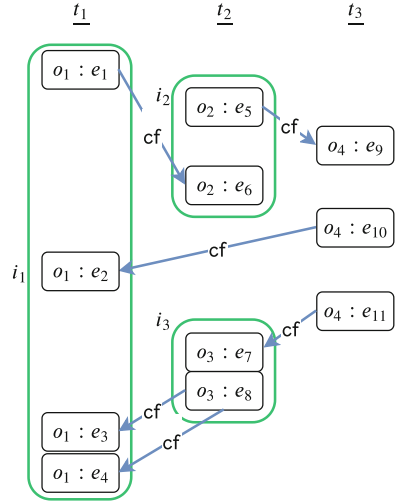 t₁ t₂ t₃
o₁ : e₁
i₂
o₂ : e₅
cf
cf
o₄ : e₉
o₂ : e₆
o₄ : e₁₀
cf
i₁
o₁ : e₂
i₃
o₄ : e₁₁
cf
o₃ : e₇
o₃ : e₈
cf
o₁ : e₃
cf
o₁ : e₄